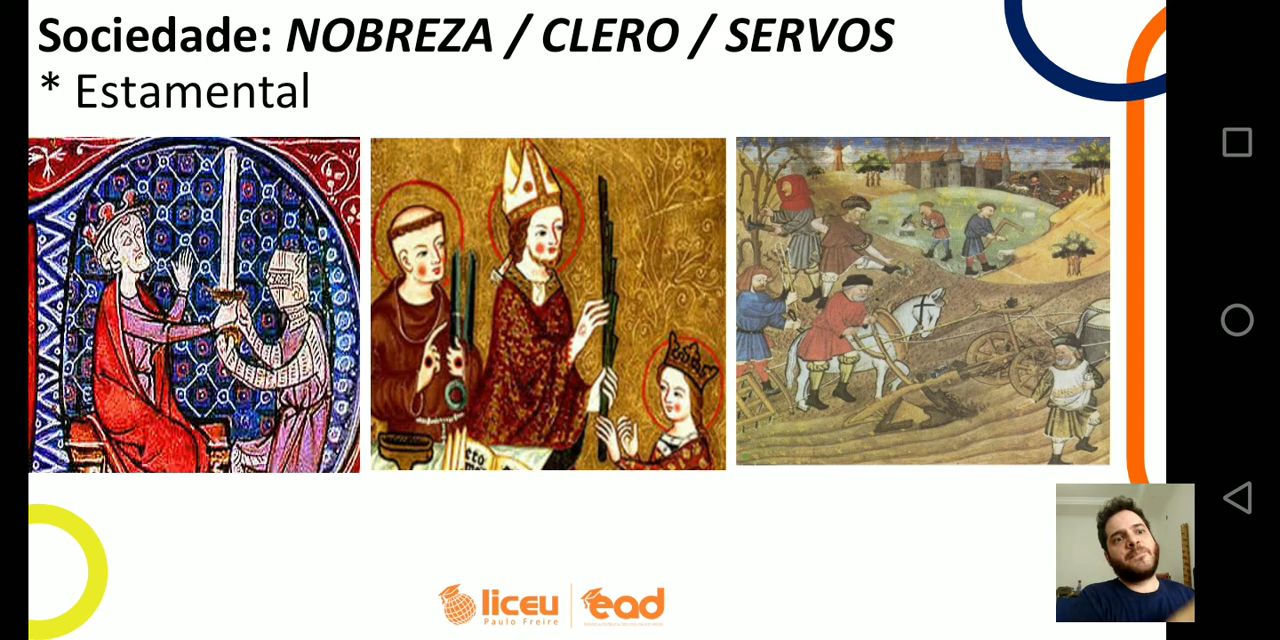 Sociedade: NOBREZA / CLERO / SERVOS
* Estamental
liceu
Paulo Freire
ead